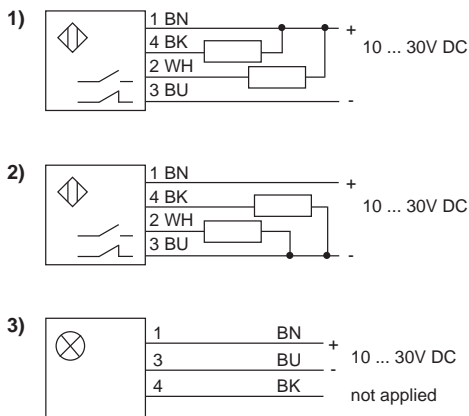 1)
1 BN
4 BK
2 WH
3 BU
+
10 ... 30V DC
-
2)
1 BN
4 BK
2 WH
3 BU
+
10 ... 30V DC
-
3)
1 BN +
3 BU -
10 ... 30V DC
4 BK not applied